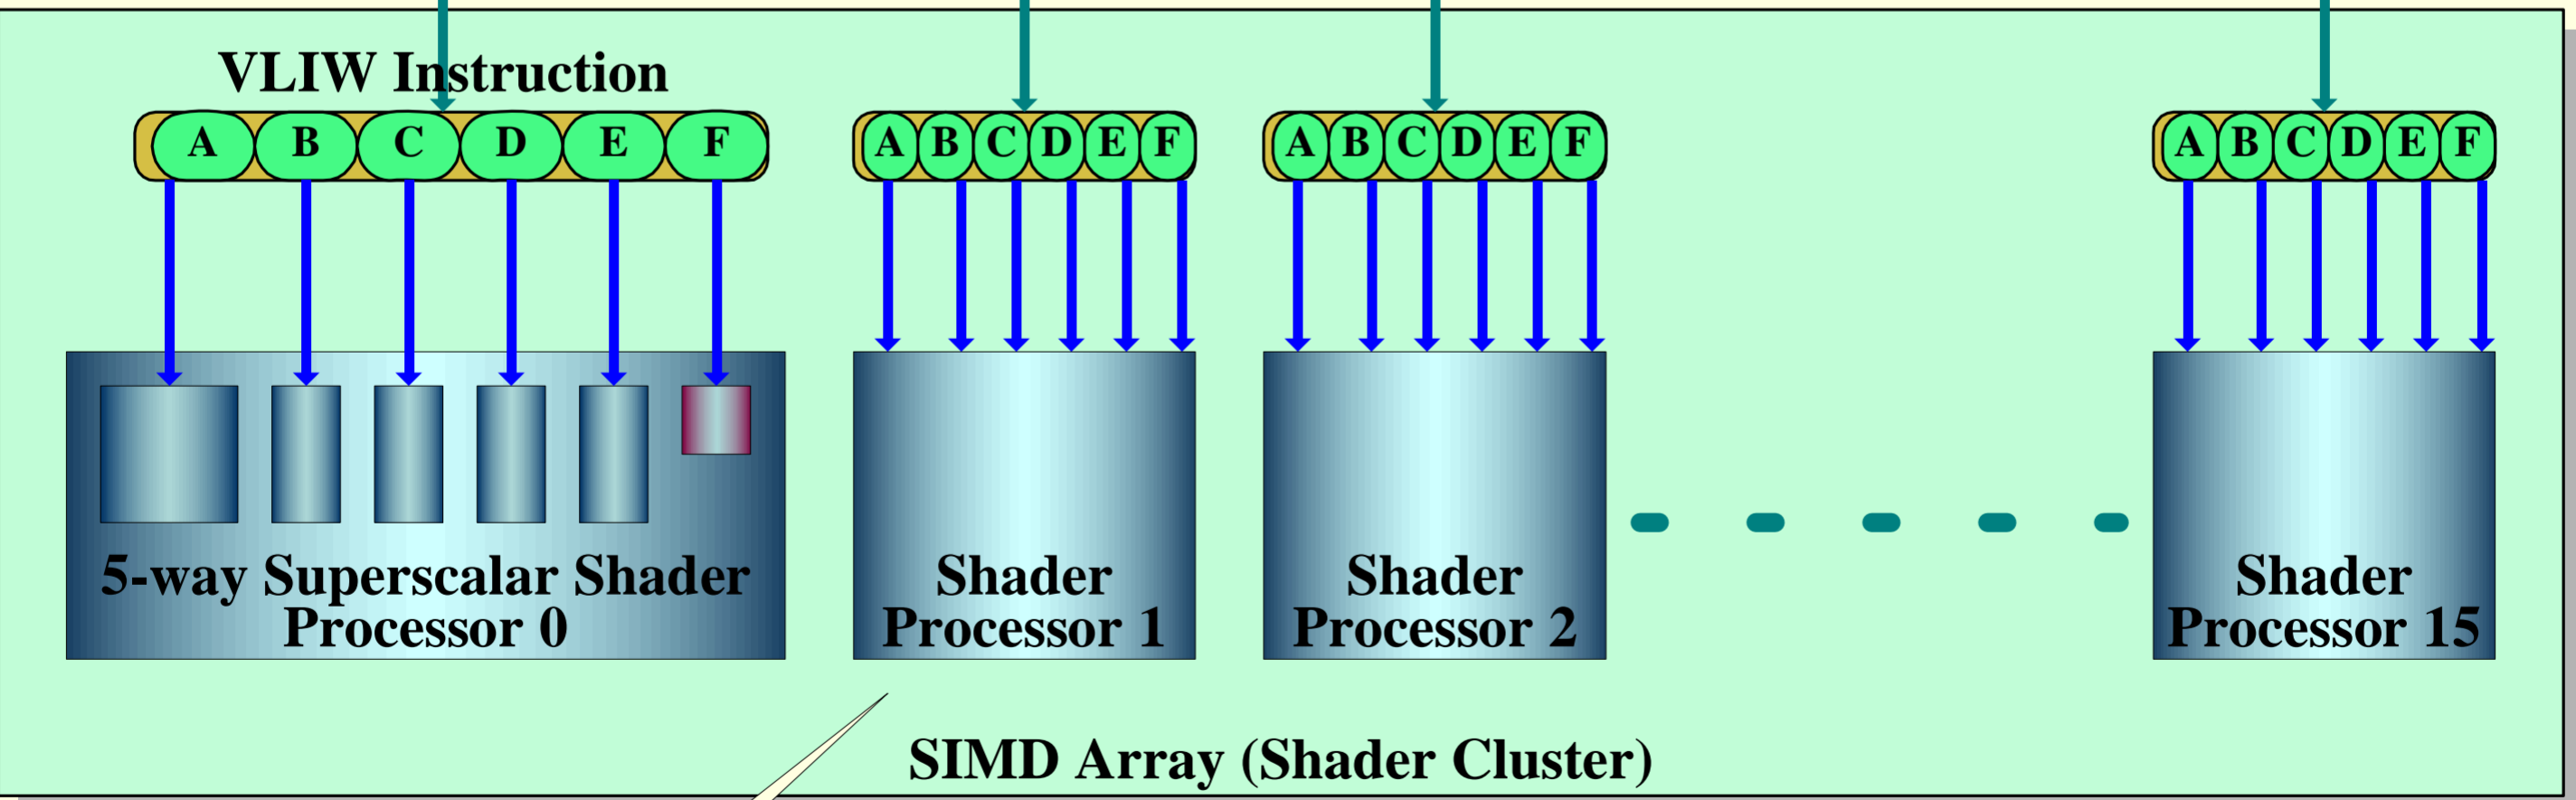 VLIW Instruction
A B C D E F
A B C D E F
A B C D E F
A B C D E F
5-way Superscalar Shader
Processor 0
Shader
Processor 1
Shader
Processor 2
Shader
Processor 15
SIMD Array (Shader Cluster)